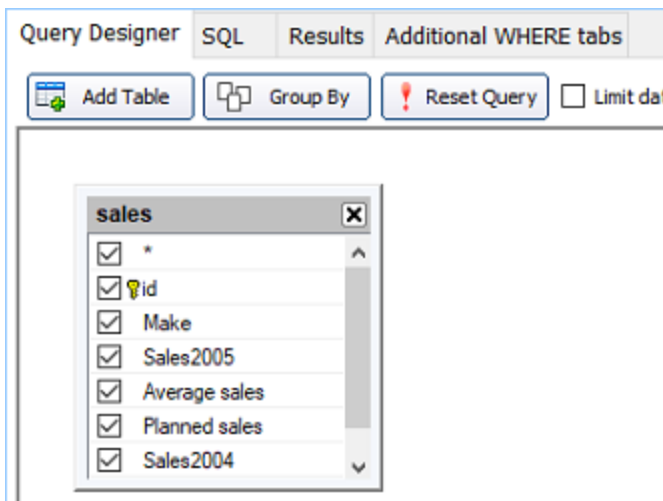 Query Designer SQL Results Additional WHERE tabs
Add Table Group By Reset Query Limit
sales
*
id
Make
Sales2005
Average sales
Planned sales
Sales2004